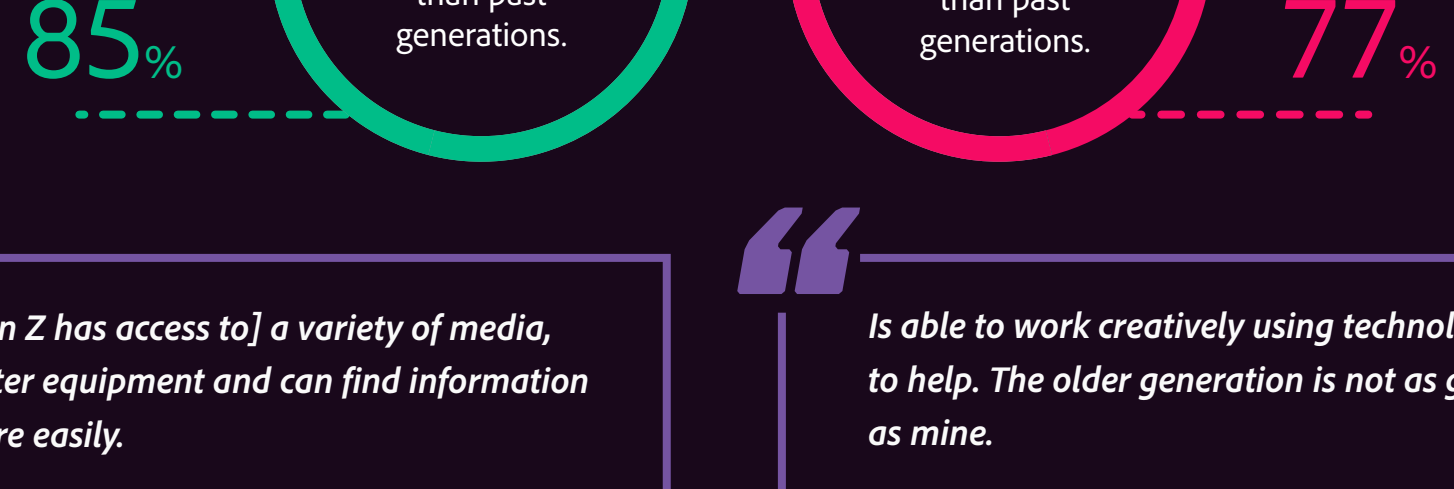 than past
generations.
85%
than past
generations.
77%
n Z has access to] a variety of media,
ter equipment and can find information
re easily.
Is able to work creatively using technol
to help. The older generation is not as g
as mine.